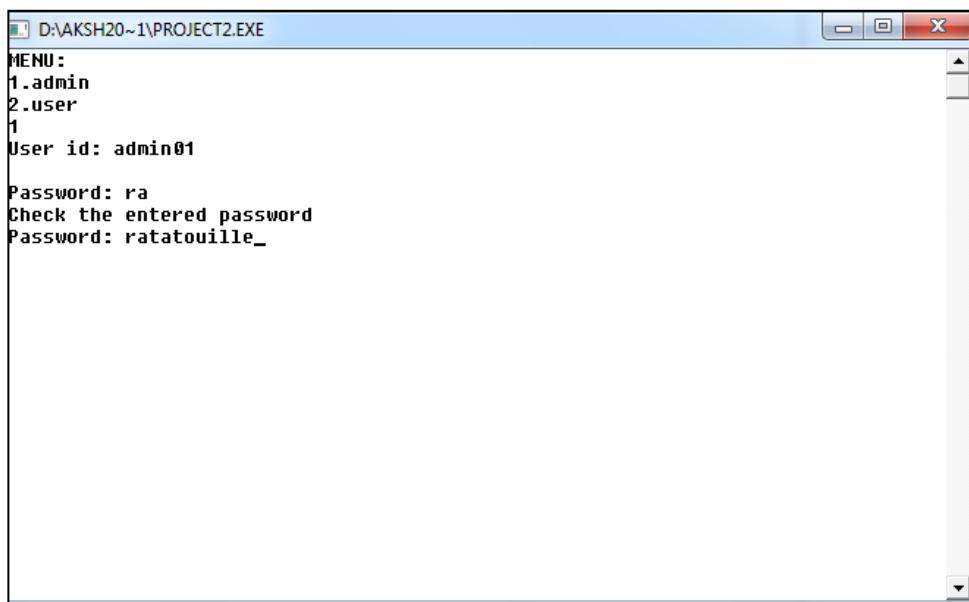 D:\AKSH20~1\PROJECT2.EXE
MENU:
1.admin
2.user
1
User id: admin01
Password: ra
Check the entered password
Password: ratatouille_